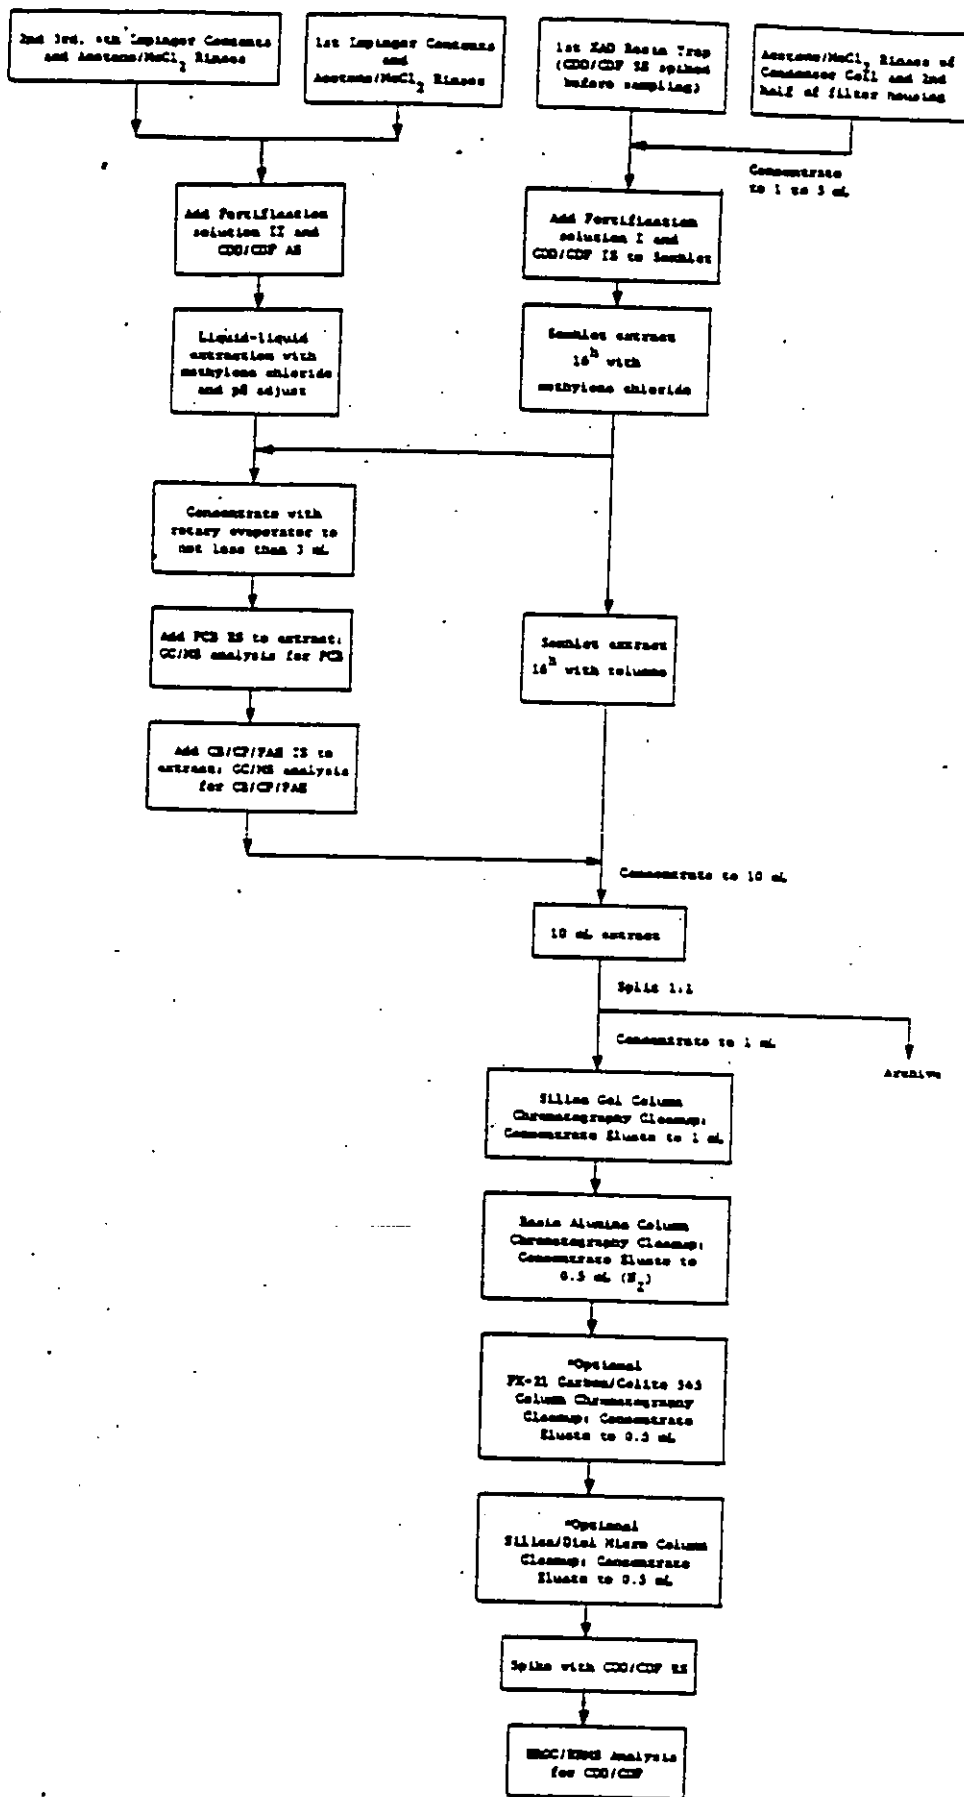 2nd 3rd, 4th Impinger Contents
and Acetone/MeCl2 Rinses
1st Impinger Contents
and
Acetone/MeCl2 Rinses
1st XAD Resin Trap
(CDD/CDF SS spiked
before sampling)
Acetone/MeCl2 Rinses of
Condenser Coil and 2nd
half of filter housing
Concentrate
to 1 to 5 mL
Add Fortification
solution II and
CDD/CDF AS
Add Fortification
solution I and
CDD/CDF IS to Soxhlet
Liquid-liquid
extraction with
methylene chloride
and pH adjust
Soxhlet extract
16h with
methylene chloride
Concentrate with
rotary evaporator to
not less than 3 mL
Add PCB RS to extract;
GC/MS analysis for PCB
Soxhlet extract
16h with toluene
Add CB/CP/PAH IS to
extract; GC/MS analysis
for CB/CP/PAH
Concentrate to 10 mL
10 mL extract
Split 1:1
Concentrate to 1 mL
Archive
Silica Gel Column
Chromatography Cleanup;
Concentrate Eluate to 1 mL
Basic Alumina Column
Chromatography Cleanup;
Concentrate Eluate to
0.5 mL (N2)
*Optional
PX-21 Carbon/Celite 545
Column Chromatography
Cleanup; Concentrate
Eluate to 0.5 mL
*Optional
Silica/Diol Micro Column
Cleanup; Concentrate
Eluate to 0.5 mL
Spike with CDD/CDF RS
HRGC/HRMS Analysis
for CDD/CDF